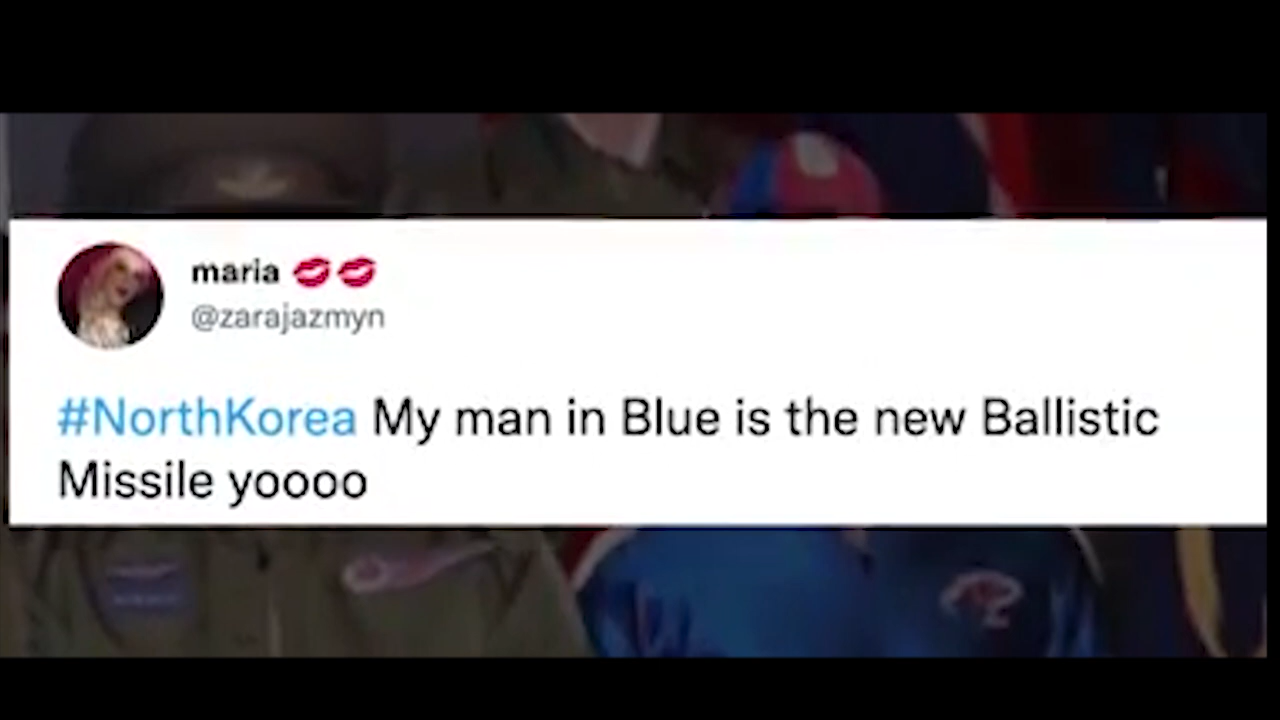 maria 💋💋
@zarajazmyn
#NorthKorea My man in Blue is the new Ballistic
Missile yoooo